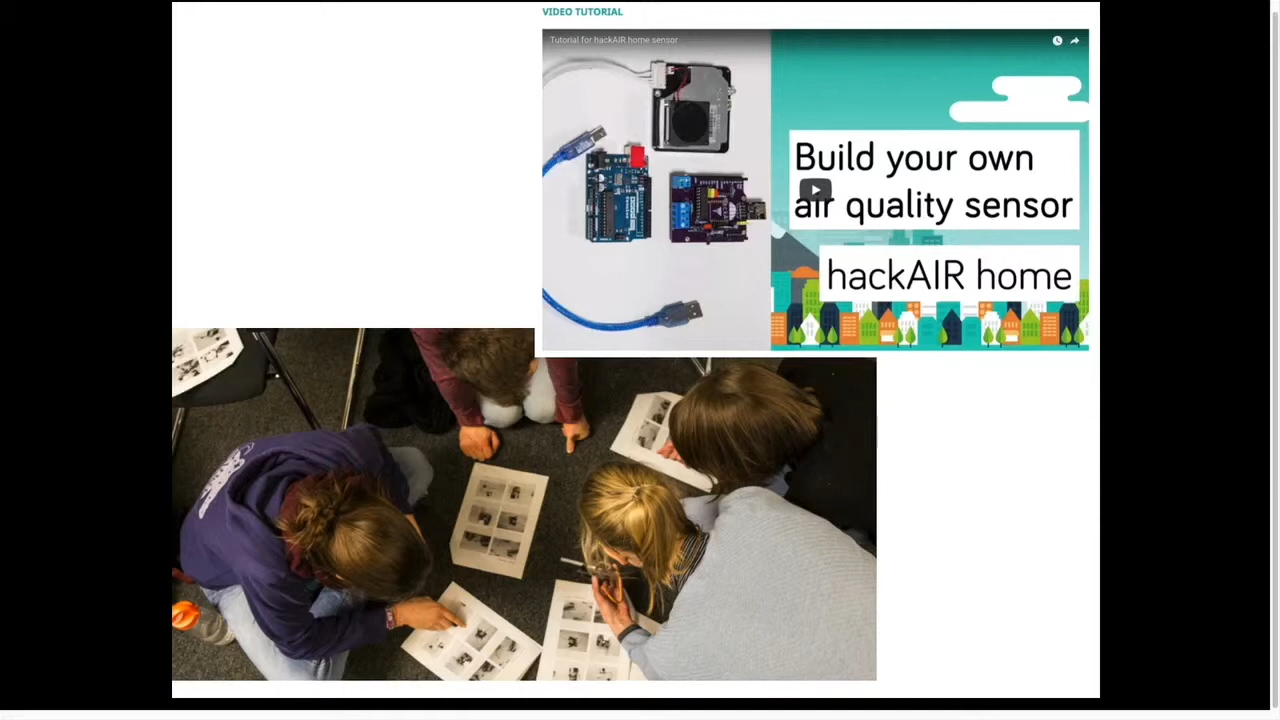 VIDEO TUTORIAL
Tutorial for hackAIR home sensor
Build your own
air quality sensor
hackAIR home